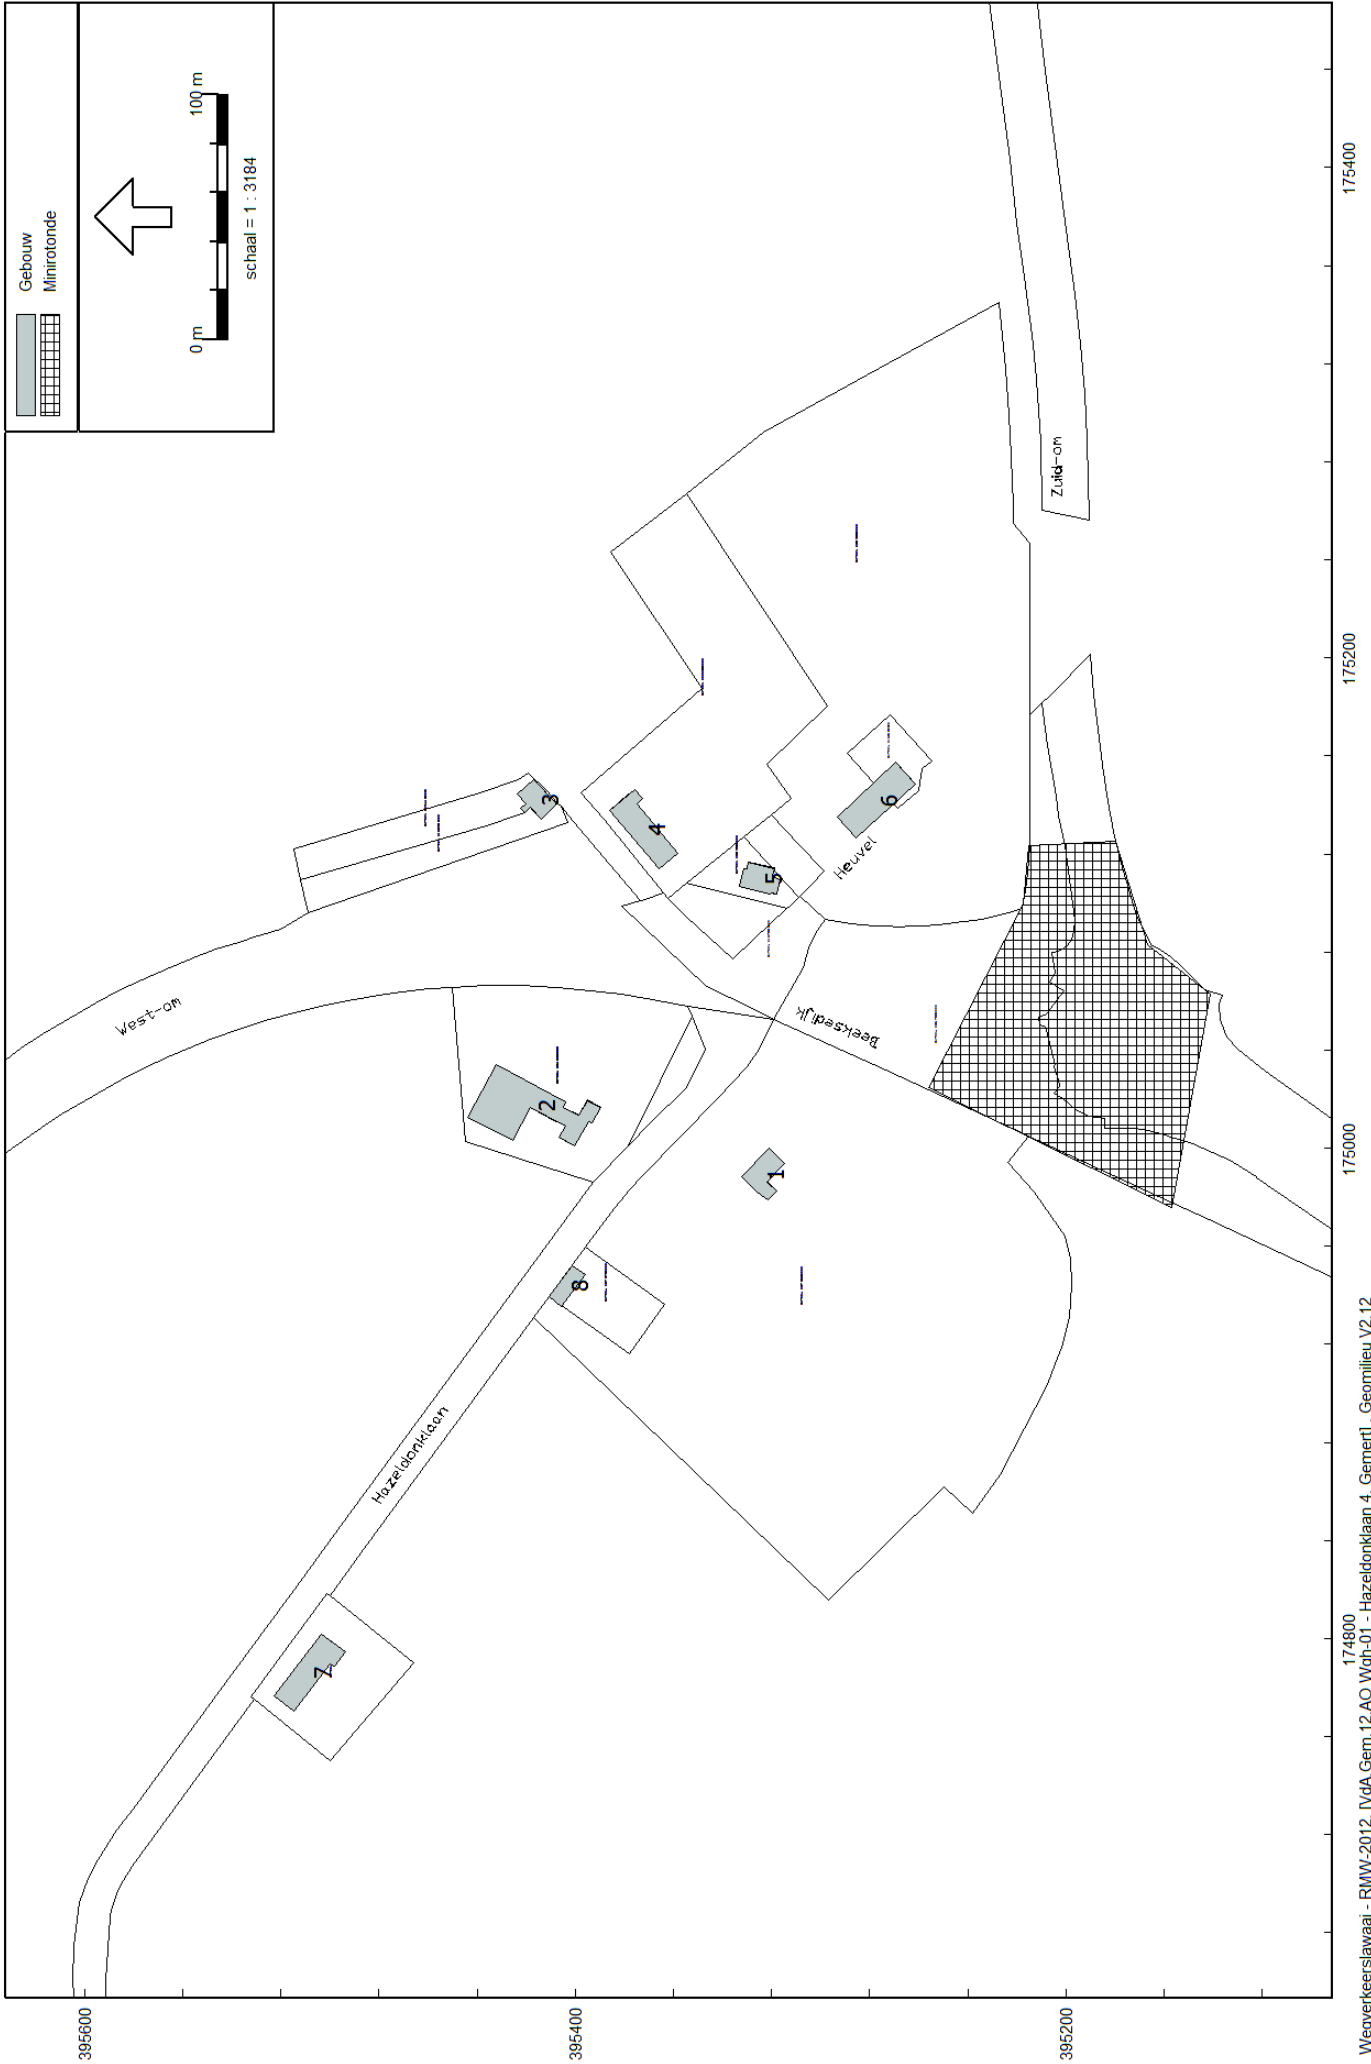 Gebouw
Minirotonde
0 m
100 m
schaal = 1 : 3184
West-om
3
4
5
6
Heuvel
Zuid-om
2
Beeksedijk
1
8
Hazeldonklaan
7
395600
395400
395200
174800
175000
175200
175400
Wegverkeerslawaai - RMW-2012, [VdA.Gem.12.AO Wgh-01 - Hazeldonklaan 4, Gemert] , Geomilieu V2.12